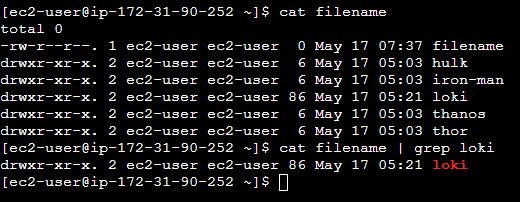 [ec2-user@ip-172-31-90-252 ~]$ cat filename
total 0
-rw-r--r--. 1 ec2-user ec2-user  0 May 17 07:37 filename
drwxr-xr-x. 2 ec2-user ec2-user  6 May 17 05:03 hulk
drwxr-xr-x. 2 ec2-user ec2-user  6 May 17 05:03 iron-man
drwxr-xr-x. 2 ec2-user ec2-user 86 May 17 05:21 loki
drwxr-xr-x. 2 ec2-user ec2-user  6 May 17 05:03 thanos
drwxr-xr-x. 2 ec2-user ec2-user  6 May 17 05:03 thor
[ec2-user@ip-172-31-90-252 ~]$ cat filename | grep loki
drwxr-xr-x. 2 ec2-user ec2-user 86 May 17 05:21 loki
[ec2-user@ip-172-31-90-252 ~]$